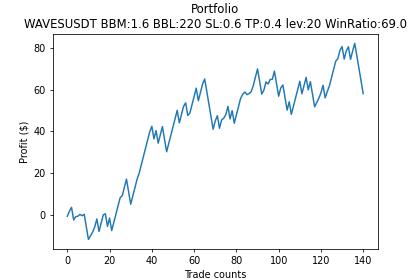 Portfolio
WAVESUSDT BBM:1.6 BBL:220 SL:0.6 TP:0.4 lev:20 WinRatio:69.0
80
60
40
20
0
Profit ($)
0 20 40 60 80 100 120 140
Trade counts